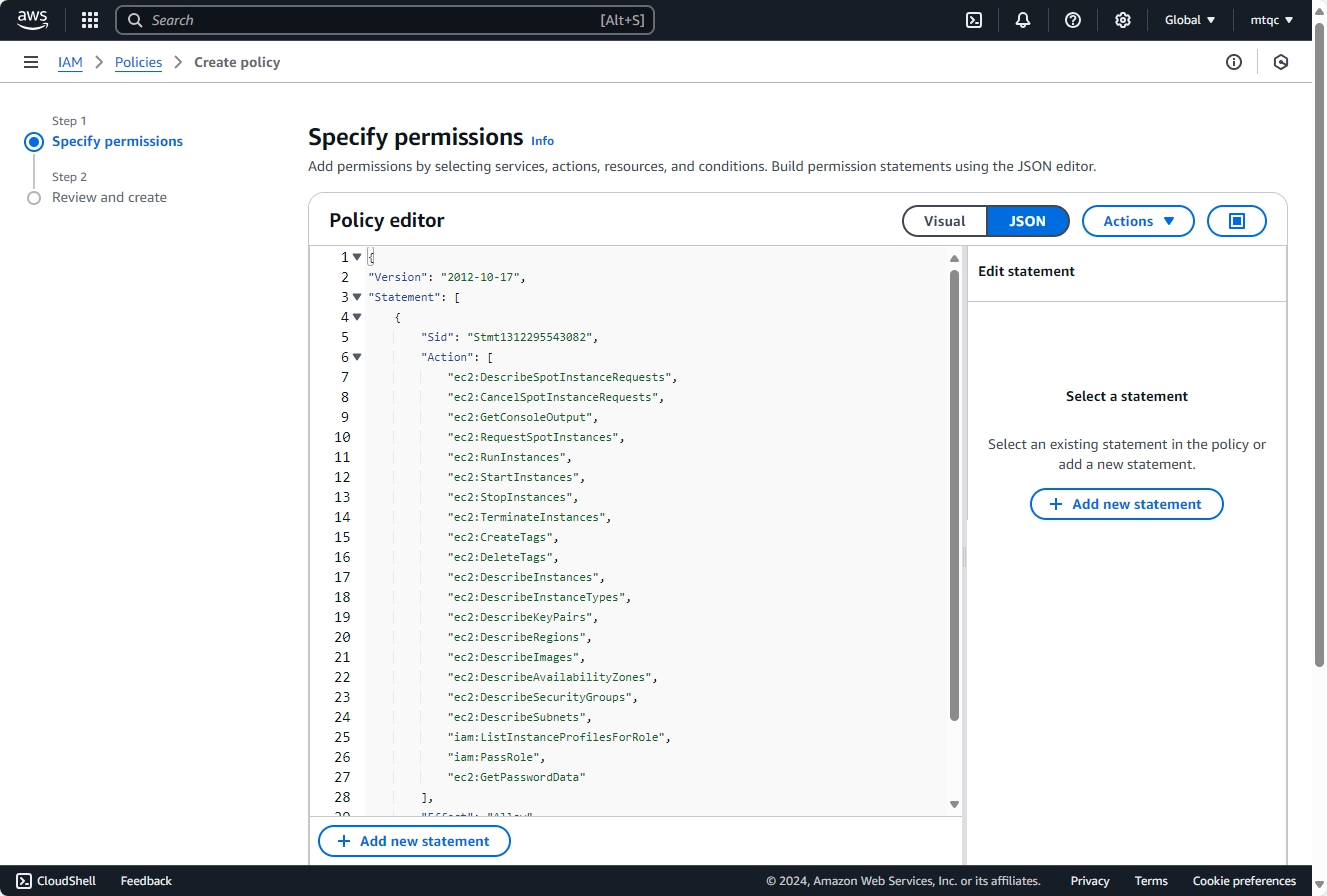 aws
Search
[Alt+S]
Global
mtqc
IAM
Policies
Create policy
Step 1
Specify permissions
Step 2
Review and create
Specify permissions Info
Add permissions by selecting services, actions, resources, and conditions. Build permission statements using the JSON editor.
Policy editor
Visual
JSON
Actions
1 {
2 "Version": "2012-10-17",
3 "Statement": [
4 {
5 "Sid": "Stmt1312295543082",
6 "Action": [
7 "ec2:DescribeSpotInstanceRequests",
8 "ec2:CancelSpotInstanceRequests",
9 "ec2:GetConsoleOutput",
10 "ec2:RequestSpotInstances",
11 "ec2:RunInstances",
12 "ec2:StartInstances",
13 "ec2:StopInstances",
14 "ec2:TerminateInstances",
15 "ec2:CreateTags",
16 "ec2:DeleteTags",
17 "ec2:DescribeInstances",
18 "ec2:DescribeInstanceTypes",
19 "ec2:DescribeKeyPairs",
20 "ec2:DescribeRegions",
21 "ec2:DescribeImages",
22 "ec2:DescribeAvailabilityZones",
23 "ec2:DescribeSecurityGroups",
24 "ec2:DescribeSubnets",
25 "iam:ListInstanceProfilesForRole",
26 "iam:PassRole",
27 "ec2:GetPasswordData"
28 ],
29 "Effect": "Allow"
Add new statement
Edit statement
Select a statement
Select an existing statement in the policy or
add a new statement.
Add new statement
CloudShell
Feedback
© 2024, Amazon Web Services, Inc. or its affiliates.
Privacy
Terms
Cookie preferences